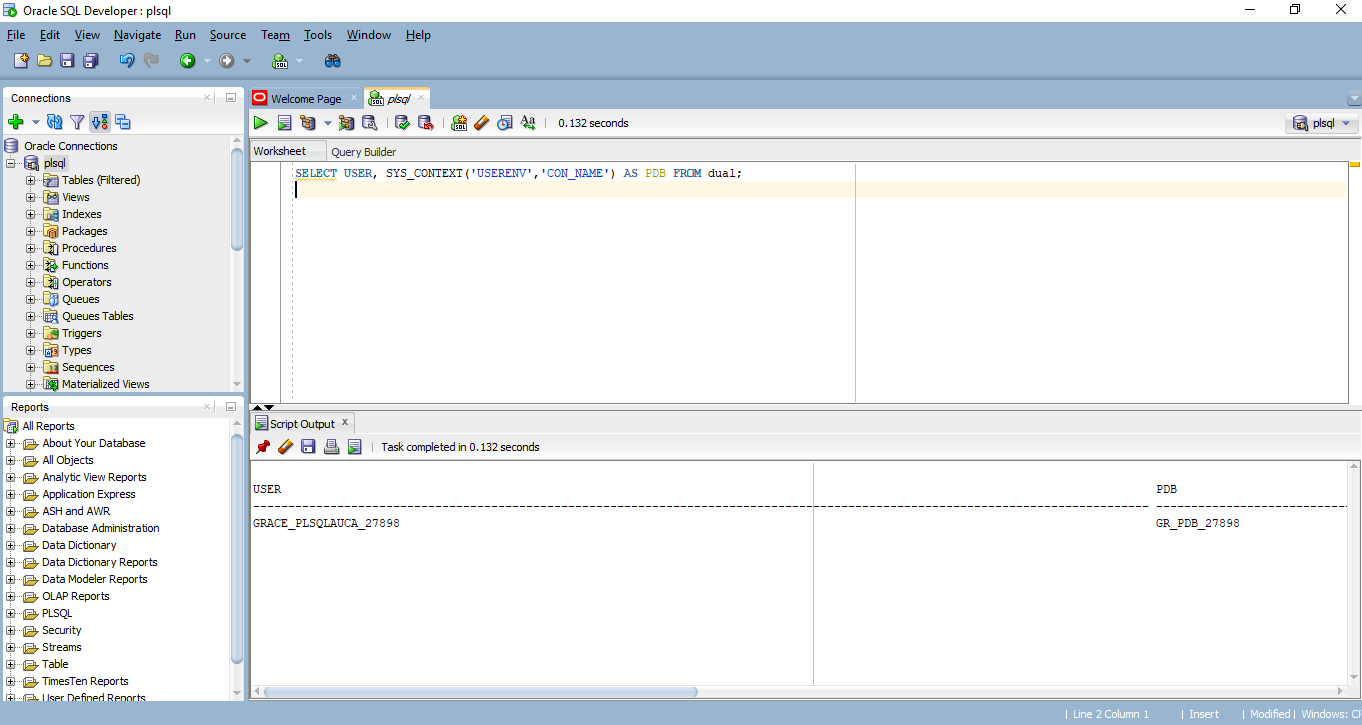 Oracle SQL Developer : plsql
File Edit View Navigate Run Source Team Tools Window Help
Connections
Oracle Connections
plsql
Tables (Filtered)
Views
Indexes
Packages
Procedures
Functions
Operators
Queues
Queues Tables
Triggers
Types
Sequences
Materialized Views
Reports
All Reports
About Your Database
All Objects
Analytic View Reports
Application Express
ASH and AWR
Database Administration
Data Dictionary
Data Dictionary Reports
Data Modeler Reports
OLAP Reports
PLSQL
Security
Streams
Table
TimesTen Reports
User Defined Reports
Welcome Page plsql
0.132 seconds plsql
Worksheet Query Builder
SELECT USER, SYS_CONTEXT('USERENV','CON_NAME') AS PDB FROM dual;
Script Output
Task completed in 0.132 seconds
USER PDB
GRACE_PLSQLAUCA_27898 GR_PDB_27898
| Line 2 Column 1 | Insert | Modified | Windows: CF